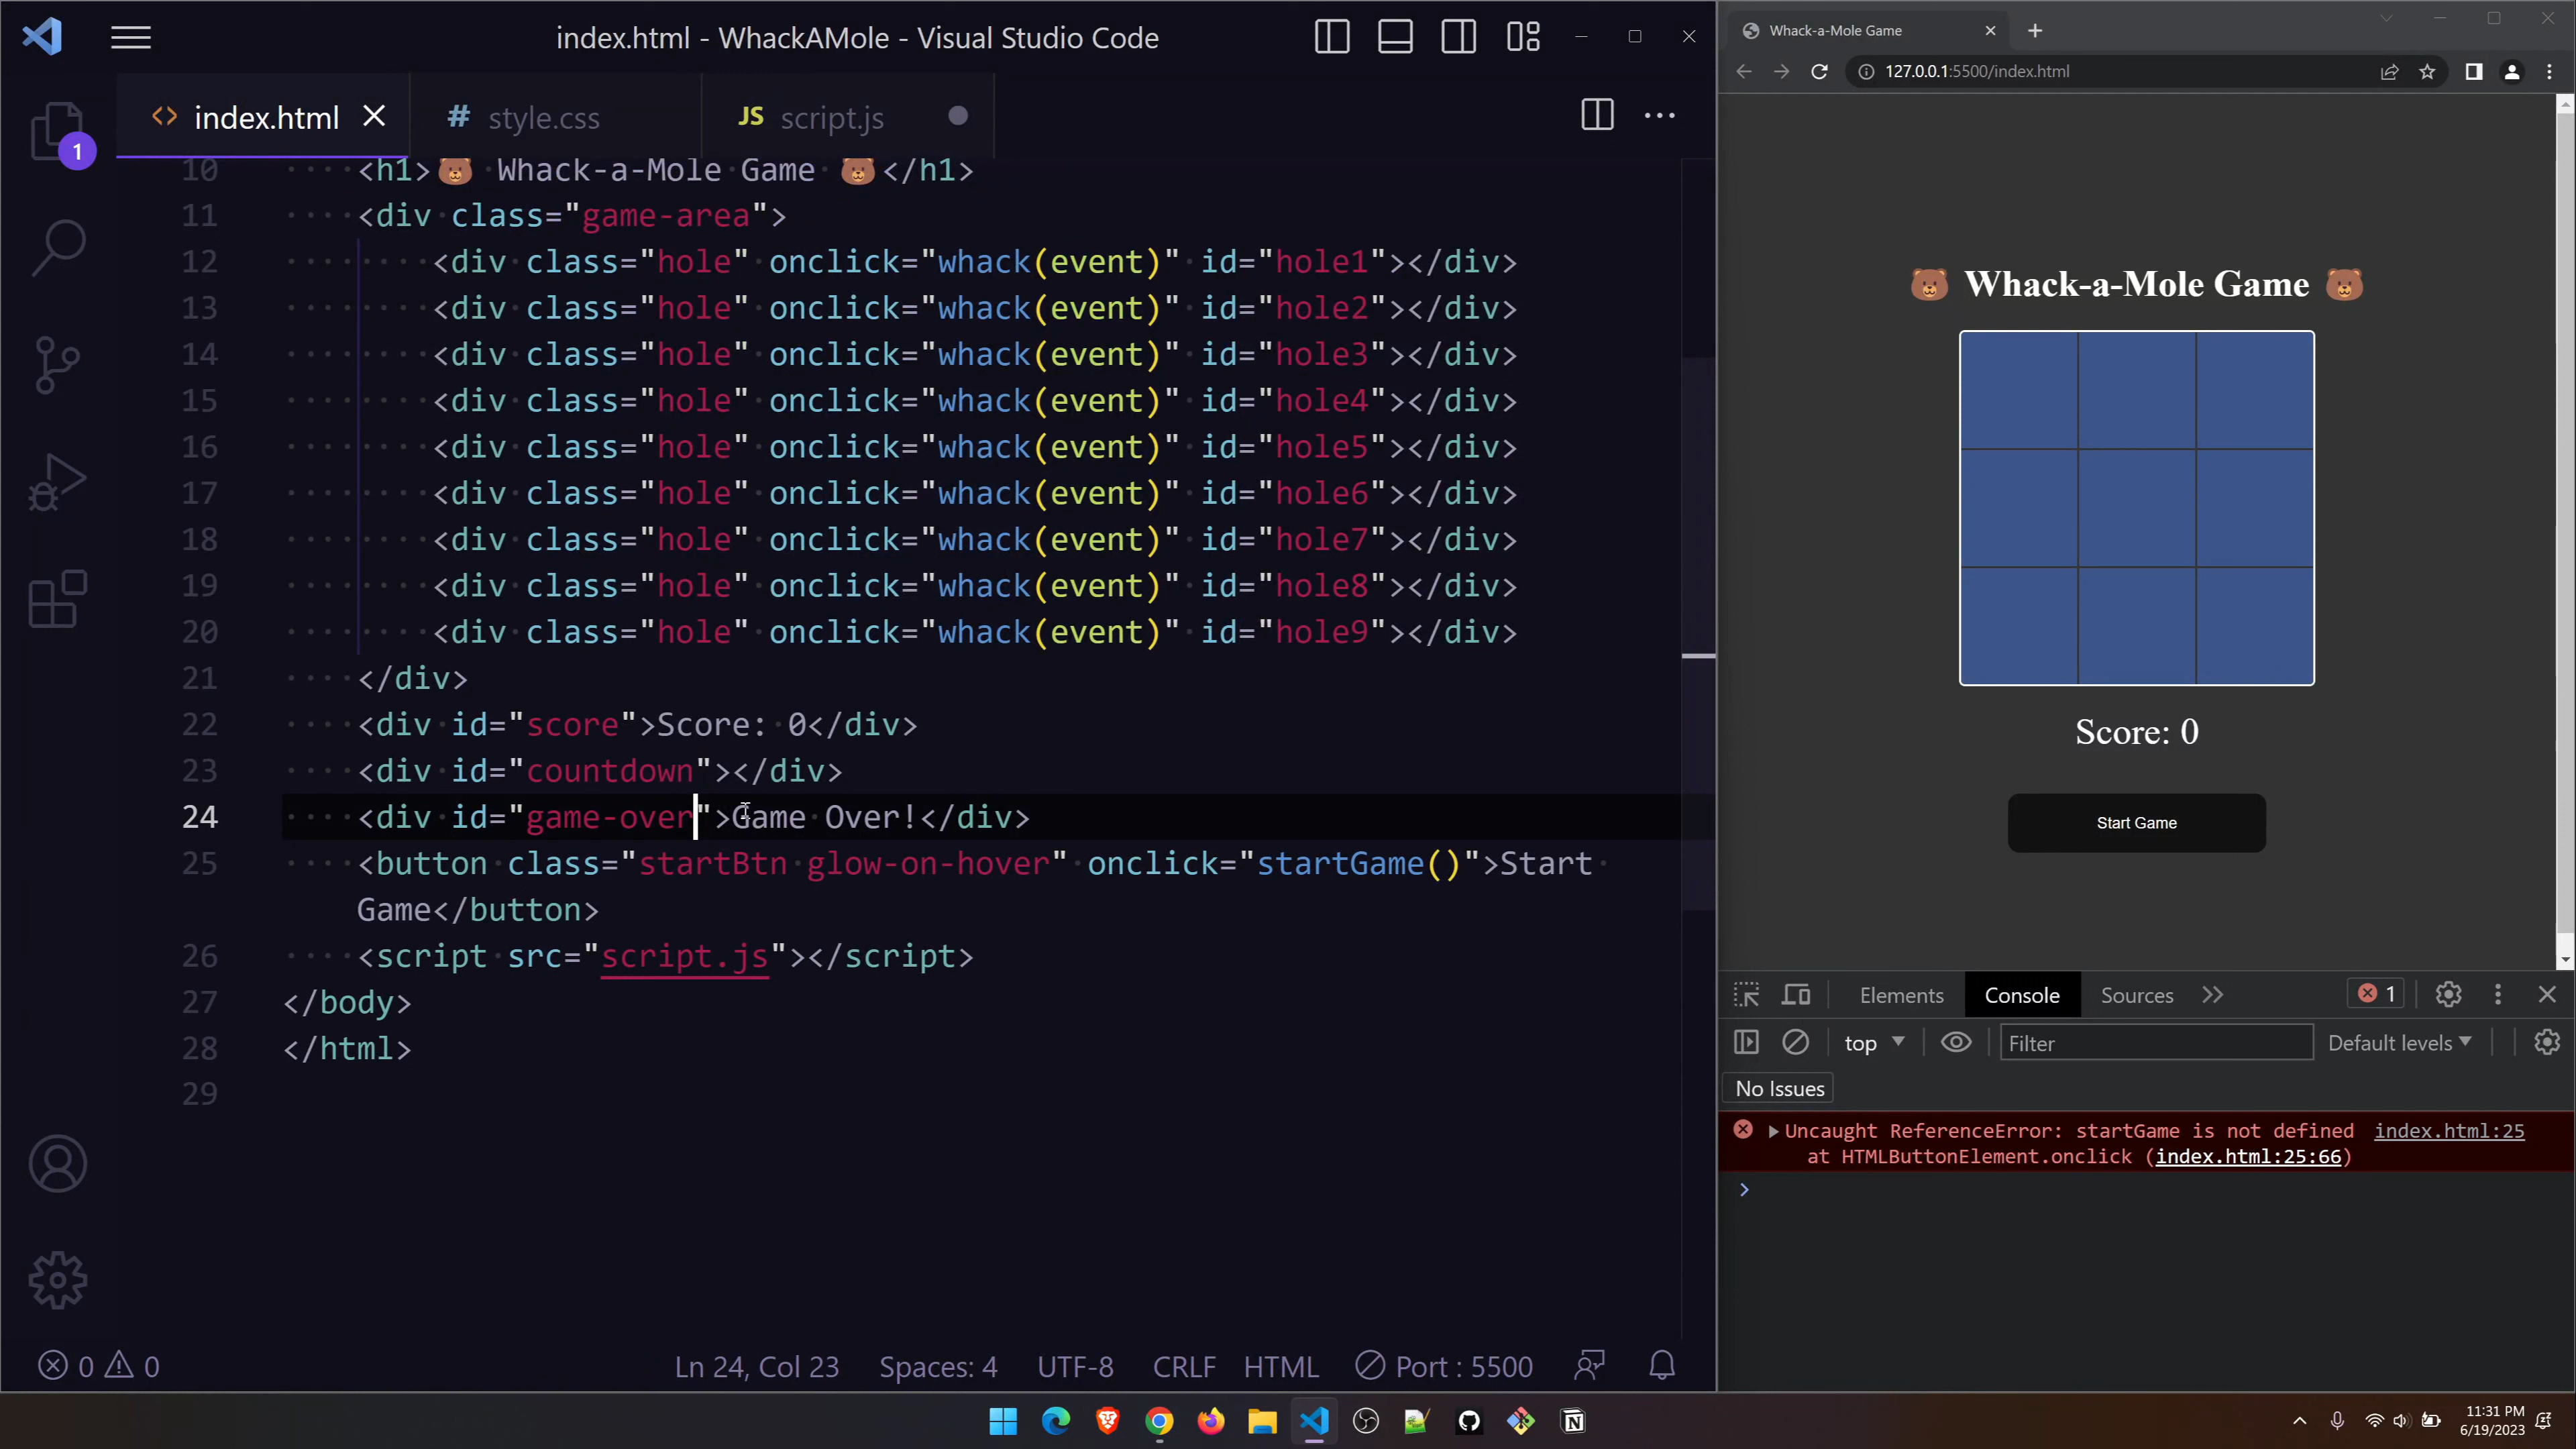 index.html - WhackAMole - Visual Studio Code
index.html
# style.css
JS script.js
1
10 <h1>🐻 Whack-a-Mole Game 🐻</h1>
11 <div class="game-area">
12 <div class="hole" onclick="whack(event)" id="hole1"></div>
13 <div class="hole" onclick="whack(event)" id="hole2"></div>
14 <div class="hole" onclick="whack(event)" id="hole3"></div>
15 <div class="hole" onclick="whack(event)" id="hole4"></div>
16 <div class="hole" onclick="whack(event)" id="hole5"></div>
17 <div class="hole" onclick="whack(event)" id="hole6"></div>
18 <div class="hole" onclick="whack(event)" id="hole7"></div>
19 <div class="hole" onclick="whack(event)" id="hole8"></div>
20 <div class="hole" onclick="whack(event)" id="hole9"></div>
21 </div>
22 <div id="score">Score: 0</div>
23 <div id="countdown"></div>
24 <div id="game-over">Game Over!</div>
25 <button class="startBtn glow-on-hover" onclick="startGame()">Start
Game</button>
26 <script src="script.js"></script>
27 </body>
28 </html>
29
0 0
Ln 24, Col 23
Spaces: 4
UTF-8
CRLF
HTML
Port : 5500
Whack-a-Mole Game
127.0.0.1:5500/index.html
🐻 Whack-a-Mole Game 🐻
Score: 0
Start Game
Elements
Console
Sources
1
top
Filter
Default levels
No Issues
Uncaught ReferenceError: startGame is not defined index.html:25
at HTMLButtonElement.onclick (index.html:25:66)
11:31 PM
6/19/2023